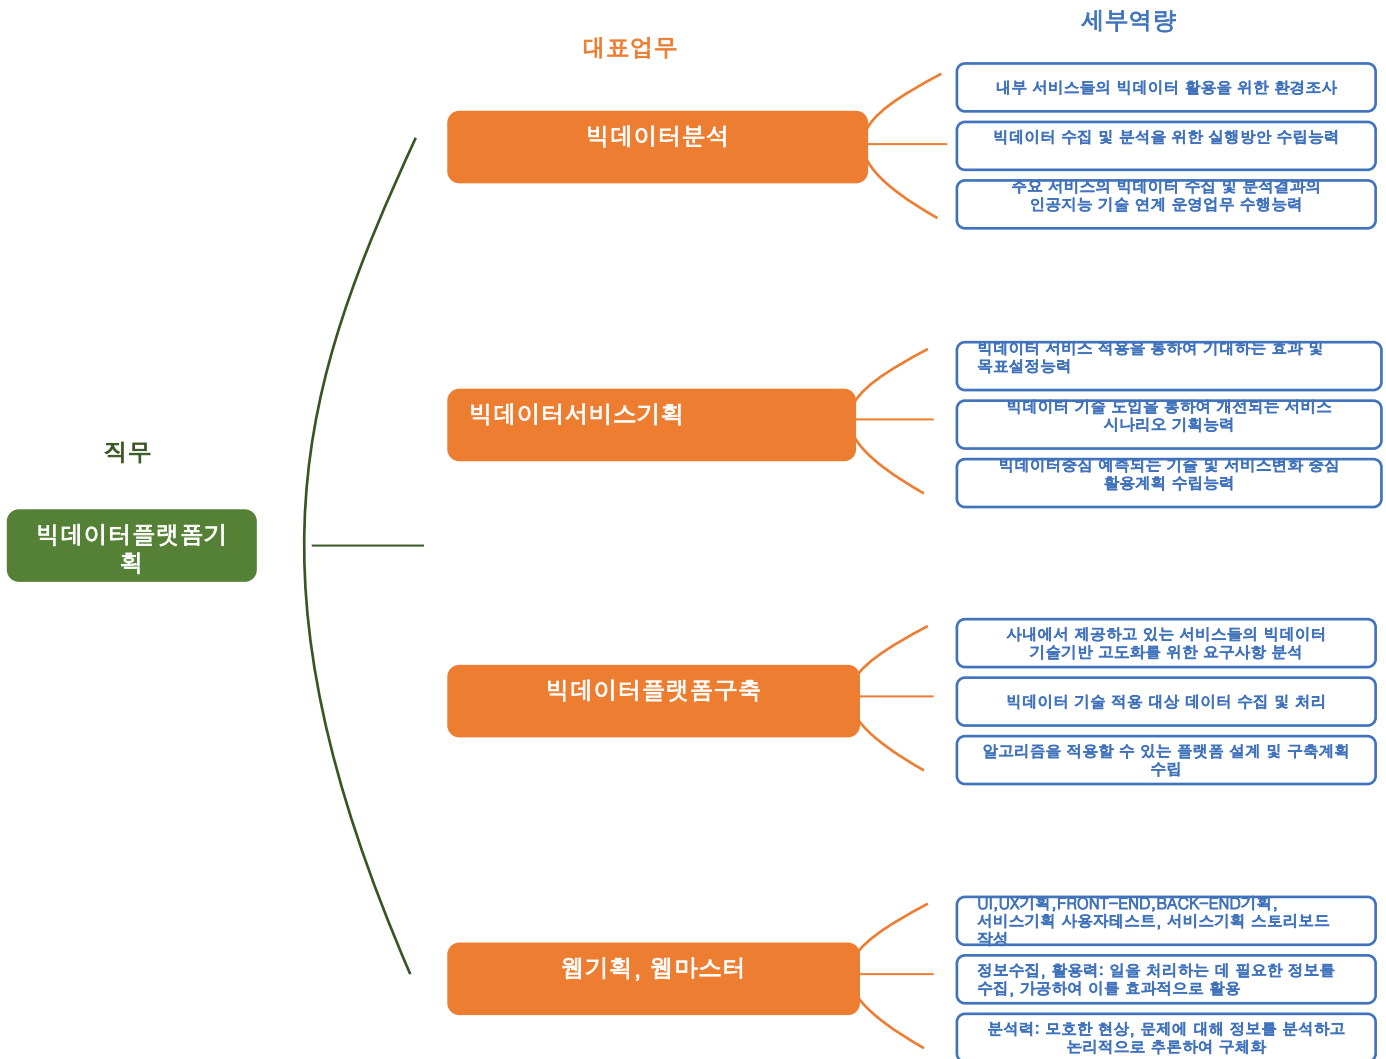 세부역량
대표업무
내부 서비스들의 빅데이터 활용을 위한 환경조사
빅데이터분석
빅데이터 수집 및 분석을 위한 실행방안 수립능력
주요 서비스의 빅데이터 수집 및 분석결과의
인공지능 기술 연계 운영업무 수행능력
빅데이터 서비스 적용을 통하여 기대하는 효과 및
목표설정능력
빅데이터서비스기획
빅데이터 기술 도입을 통하여 개선되는 서비스
시나리오 기획능력
빅데이터중심 예측되는 기술 및 서비스변화 중심
활용계획 수립능력
직무
빅데이터플랫폼기
획
사내에서 제공하고 있는 서비스들의 빅데이터
기술기반 고도화를 위한 요구사항 분석
빅데이터플랫폼구축
빅데이터 기술 적용 대상 데이터 수집 및 처리
알고리즘을 적용할 수 있는 플랫폼 설계 및 구축계획
수립
UI,UX기획,FRONT-END,BACK-END기획,
서비스기획 사용자테스트, 서비스기획 스토리보드
작성
웹기획, 웹마스터
정보수집, 활용력: 일을 처리하는 데 필요한 정보를
수집, 가공하여 이를 효과적으로 활용
분석력: 모호한 현상, 문제에 대해 정보를 분석하고
논리적으로 추론하여 구체화